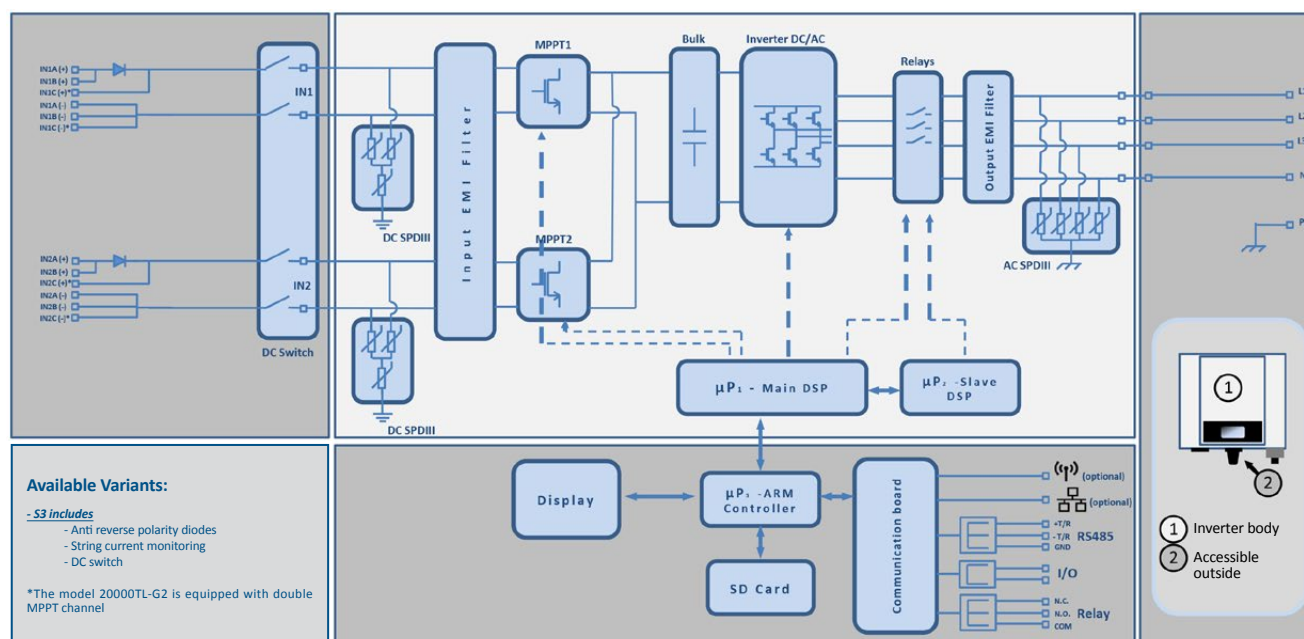 IN1A (+)
IN1B (+)
IN1C (+)*
IN1A (-)
IN1B (-)
IN1C (-)*
IN1
IN2A (+)
IN2B (+)
IN2C (+)*
IN2A (-)
IN2B (-)
IN2C (-)*
IN2
DC Switch
DC SPDIII
DC SPDIII
Input EMI Filter
MPPT1
MPPT2
Bulk
Inverter DC/AC
Relays
Output EMI Filter
AC SPDIII
L1
N
P
µP₁ - Main DSP
µP₂ -Slave
DSP
Available Variants:
- S3 includes
- Anti reverse polarity diodes
- String current monitoring
- DC switch
*The model 20000TL-G2 is equipped with double
MPPT channel
Display
µP₃ -ARM
Controller
SD Card
Communication board
(optional)
(optional)
+T/R
- T/R
GND
RS485
I/O
N.C.
N.O.
COM
Relay
1
2
1 Inverter body
2 Accessible
outside